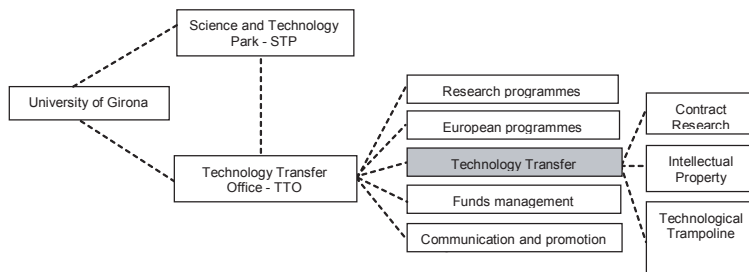 Science and Technology
Park - STP
University of Girona
Technology Transfer
Office - TTO
Research programmes
European programmes
Technology Transfer
Funds management
Communication and promotion
Contract
Research
Intellectual
Property
Technological
Trampoline